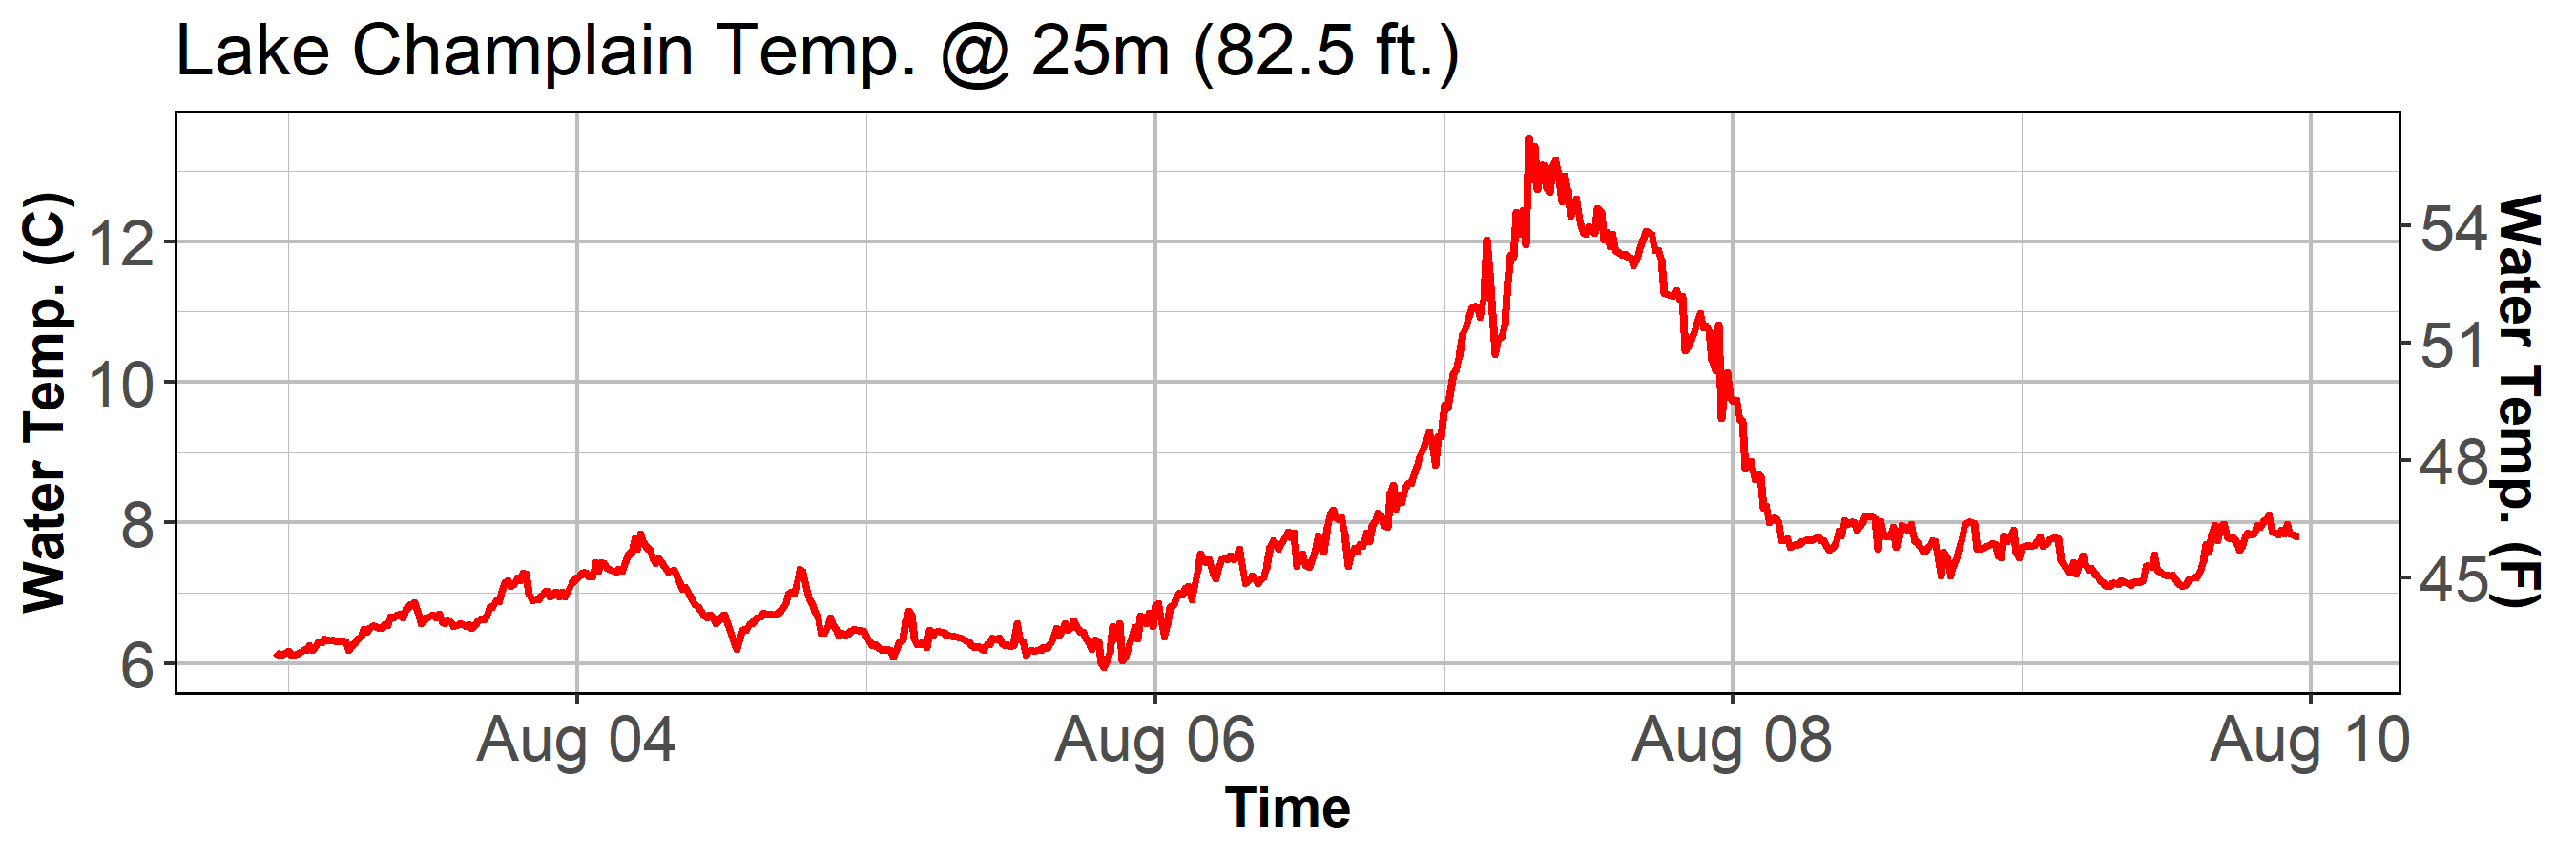 Lake Champlain Temp. @ 25m (82.5 ft.)
Water Temp. (C)
12
10
8
6
54
51
48
45
Water Temp. (F)
Aug 04
Aug 06
Aug 08
Aug 10
Time